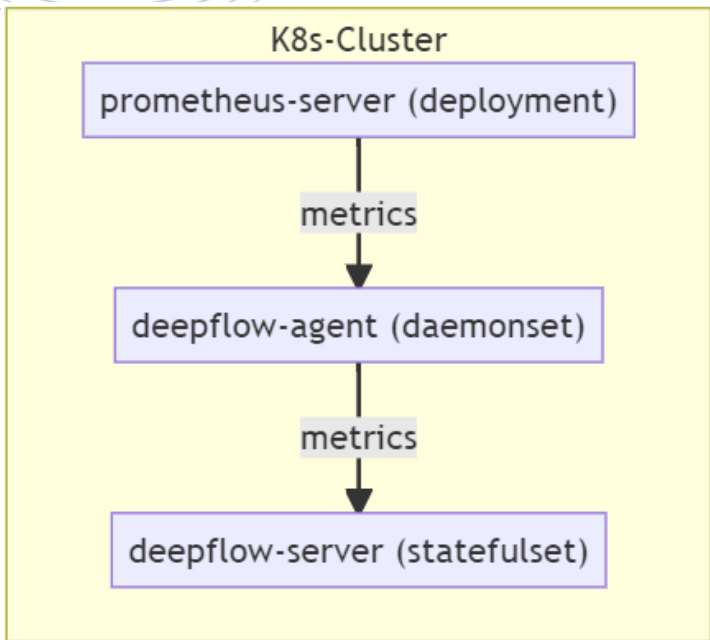 K8s-Cluster
prometheus-server (deployment)
metrics
deepflow-agent (daemonset)
metrics
deepflow-server (statefulset)